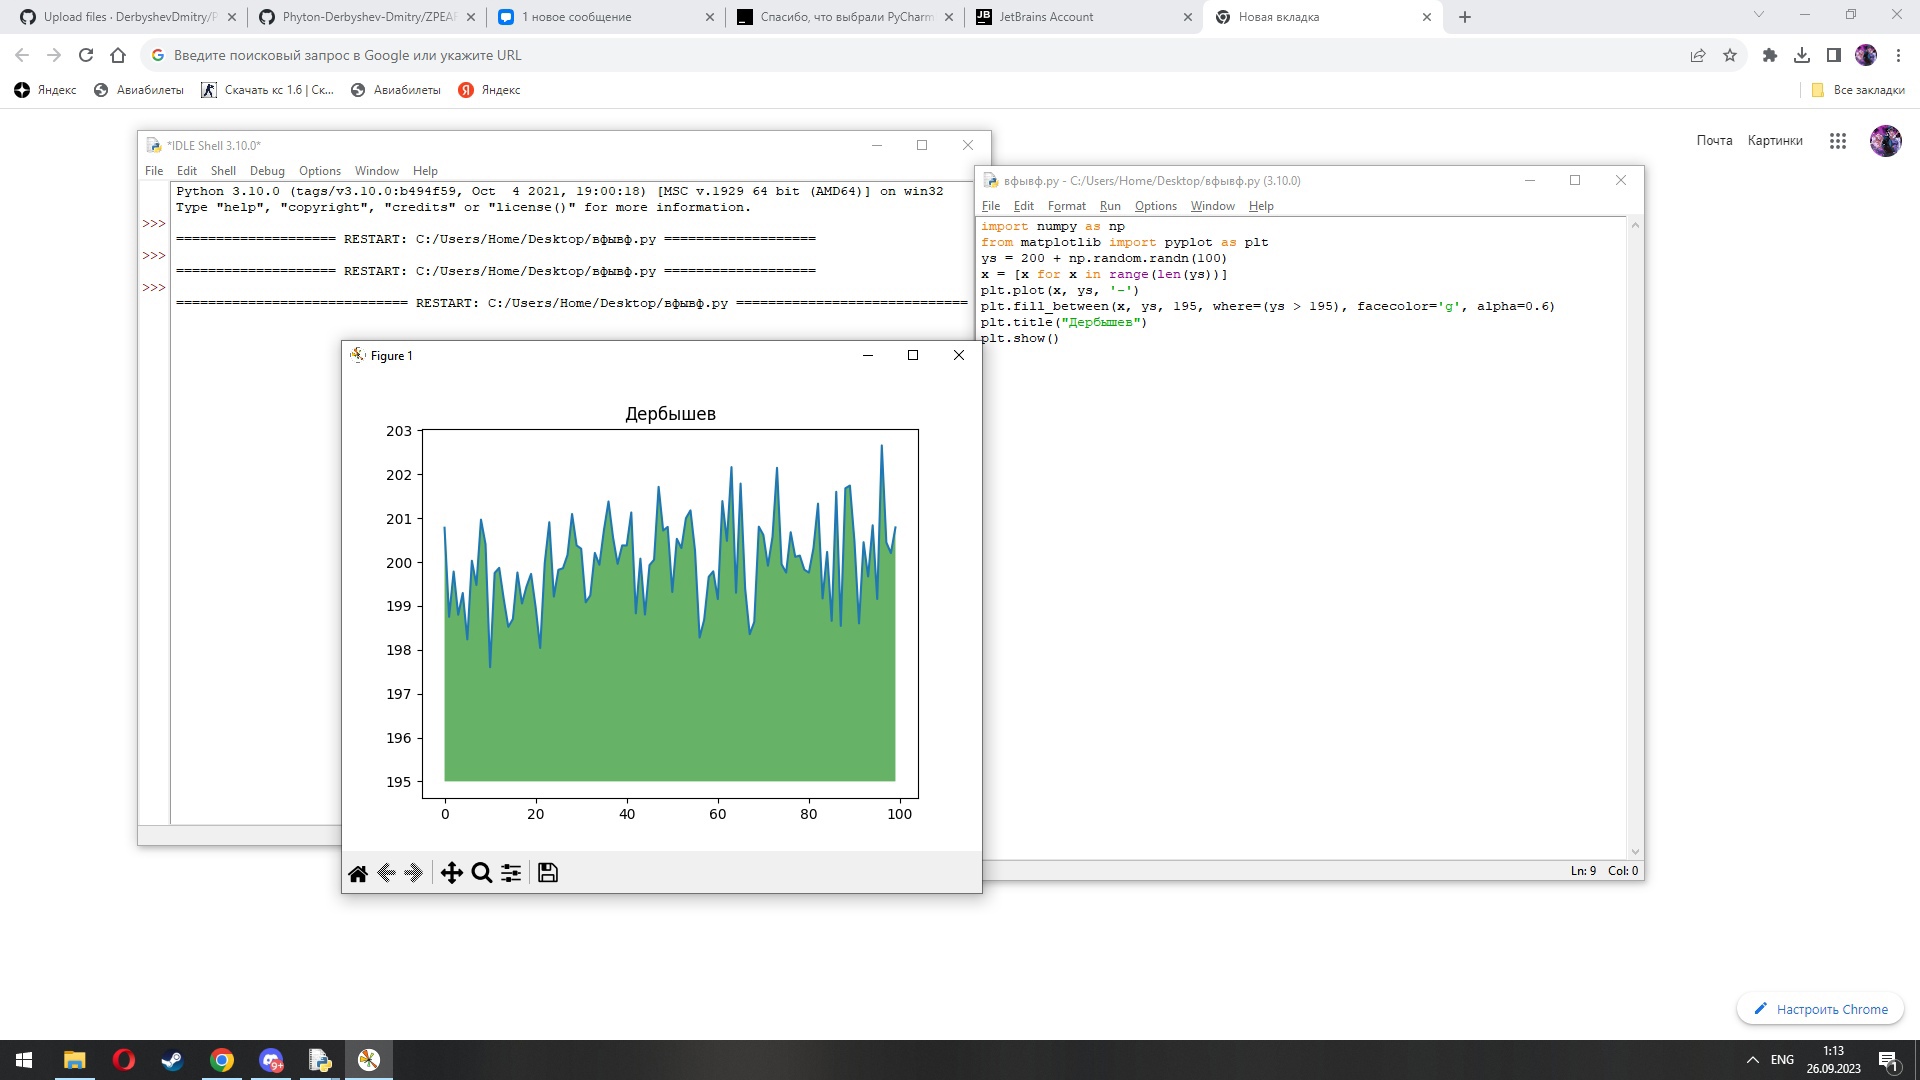 Upload files · DerbyshevDmitry/P
Phyton-Derbyshev-Dmitry/ZPEAR
1 новое сообщение
Спасибо, что выбрали PyCharm
JetBrains Account
Новая вкладка
Введите поисковый запрос в Google или укажите URL
Яндекс
Авиабилеты
Скачать кс 1.6 | Ск...
Авиабилеты
Яндекс
Все закладки
Почта Картинки
*IDLE Shell 3.10.0*
File Edit Shell Debug Options Window Help
Python 3.10.0 (tags/v3.10.0:b494f59, Oct  4 2021, 19:00:18) [MSC v.1929 64 bit (AMD64)] on win32
Type "help", "copyright", "credits" or "license()" for more information.
>>>
==================== RESTART: C:/Users/Home/Desktop/вфывф.py ===================
>>>
==================== RESTART: C:/Users/Home/Desktop/вфывф.py ===================
>>>
============================= RESTART: C:/Users/Home/Desktop/вфывф.py =============================
вфывф.py - C:/Users/Home/Desktop/вфывф.py (3.10.0)
File Edit Format Run Options Window Help
import numpy as np
from matplotlib import pyplot as plt
ys = 200 + np.random.randn(100)
x = [x for x in range(len(ys))]
plt.plot(x, ys, '-')
plt.fill_between(x, ys, 195, where=(ys > 195), facecolor='g', alpha=0.6)
plt.title("Дербышев")
plt.show()
Ln: 9 Col: 0
Figure 1
Дербышев
203
202
201
200
199
198
197
196
195
0 20 40 60 80 100
Настроить Chrome
9+
ENG
1:13
26.09.2023
1